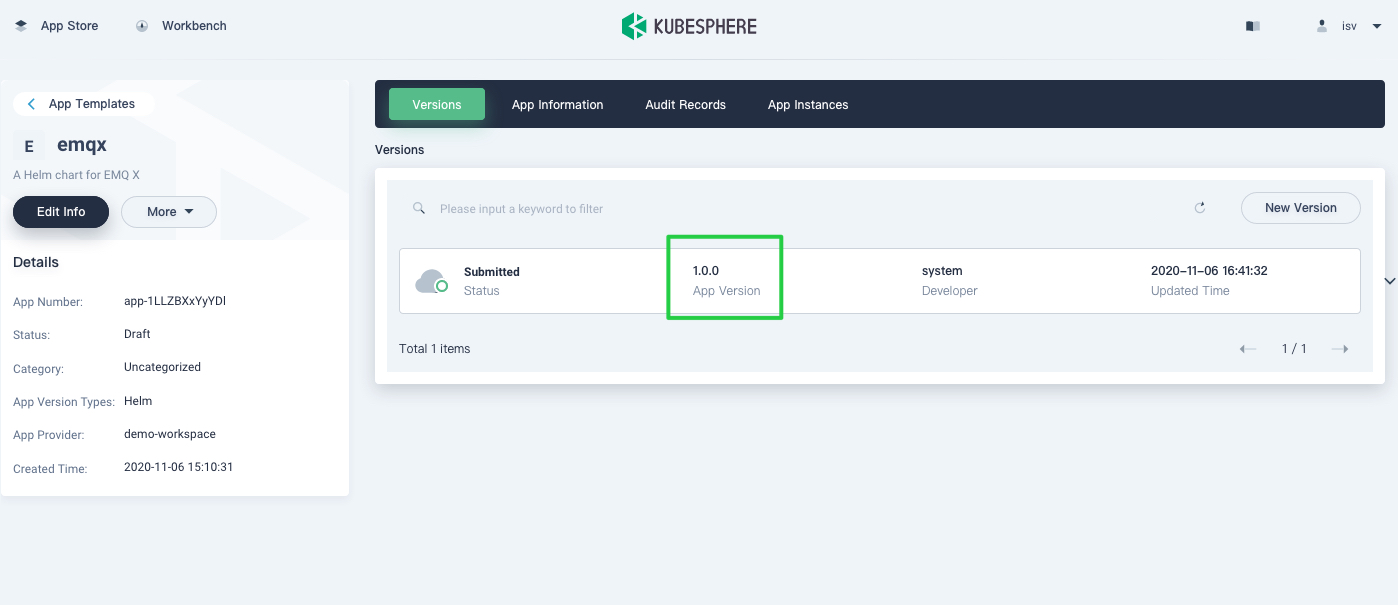 App Store
Workbench
KUBESPHERE
isv
App Templates
E
emqx
A Helm chart for EMQ X
Edit Info
More
Details
App Number: app-1LLZBXxYyYDl
Status: Draft
Category: Uncategorized
App Version Types: Helm
App Provider: demo-workspace
Created Time: 2020-11-06 15:10:31
Versions
App Information
Audit Records
App Instances
Versions
Please input a keyword to filter
New Version
Submitted
Status
1.0.0
App Version
system
Developer
2020-11-06 16:41:32
Updated Time
Total 1 items
1 / 1